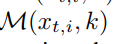 ℳ(x_{t,i}, k)